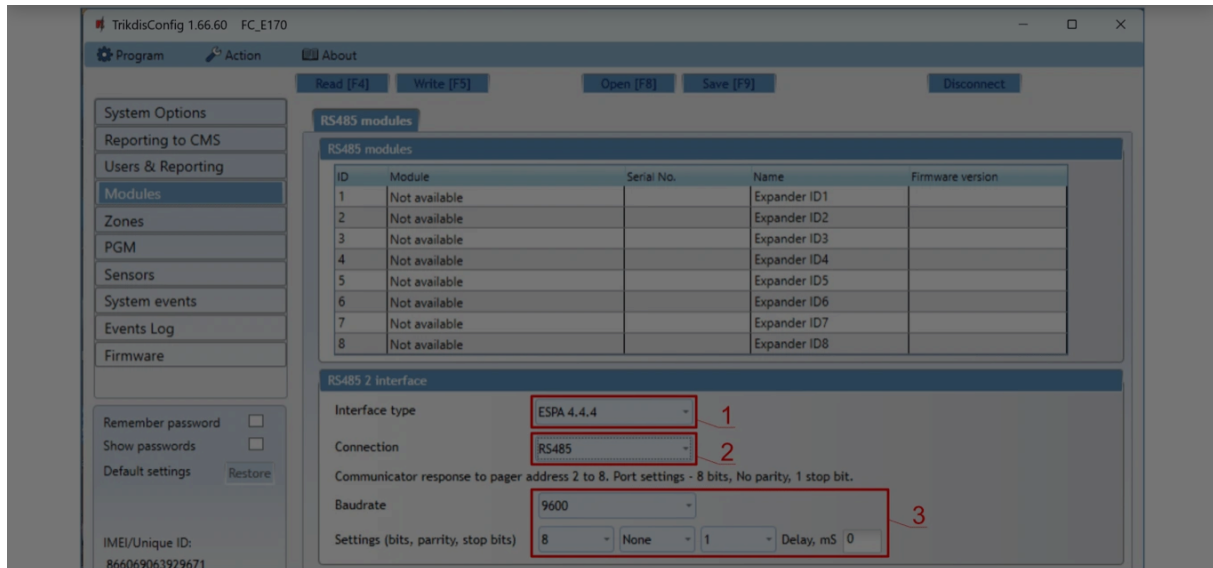 TrikdisConfig 1.66.60 FC_E170
Program Action About
Read [F4] Write [F5] Open [F8] Save [F9] Disconnect
System Options
Reporting to CMS
Users & Reporting
Modules
Zones
PGM
Sensors
System events
Events Log
Firmware
Remember password
Show passwords
Default settings Restore
IMEI/Unique ID:
866069063929671
RS485 modules
RS485 modules
ID Module Serial No. Name Firmware version
1 Not available Expander ID1
2 Not available Expander ID2
3 Not available Expander ID3
4 Not available Expander ID4
5 Not available Expander ID5
6 Not available Expander ID6
7 Not available Expander ID7
8 Not available Expander ID8
RS485 2 interface
Interface type ESPA 4.4.4 1
Connection RS485 2
Communicator response to pager address 2 to 8. Port settings - 8 bits, No parity, 1 stop bit.
Baudrate 9600
3
Settings (bits, parrity, stop bits) 8 None 1 Delay, mS 0